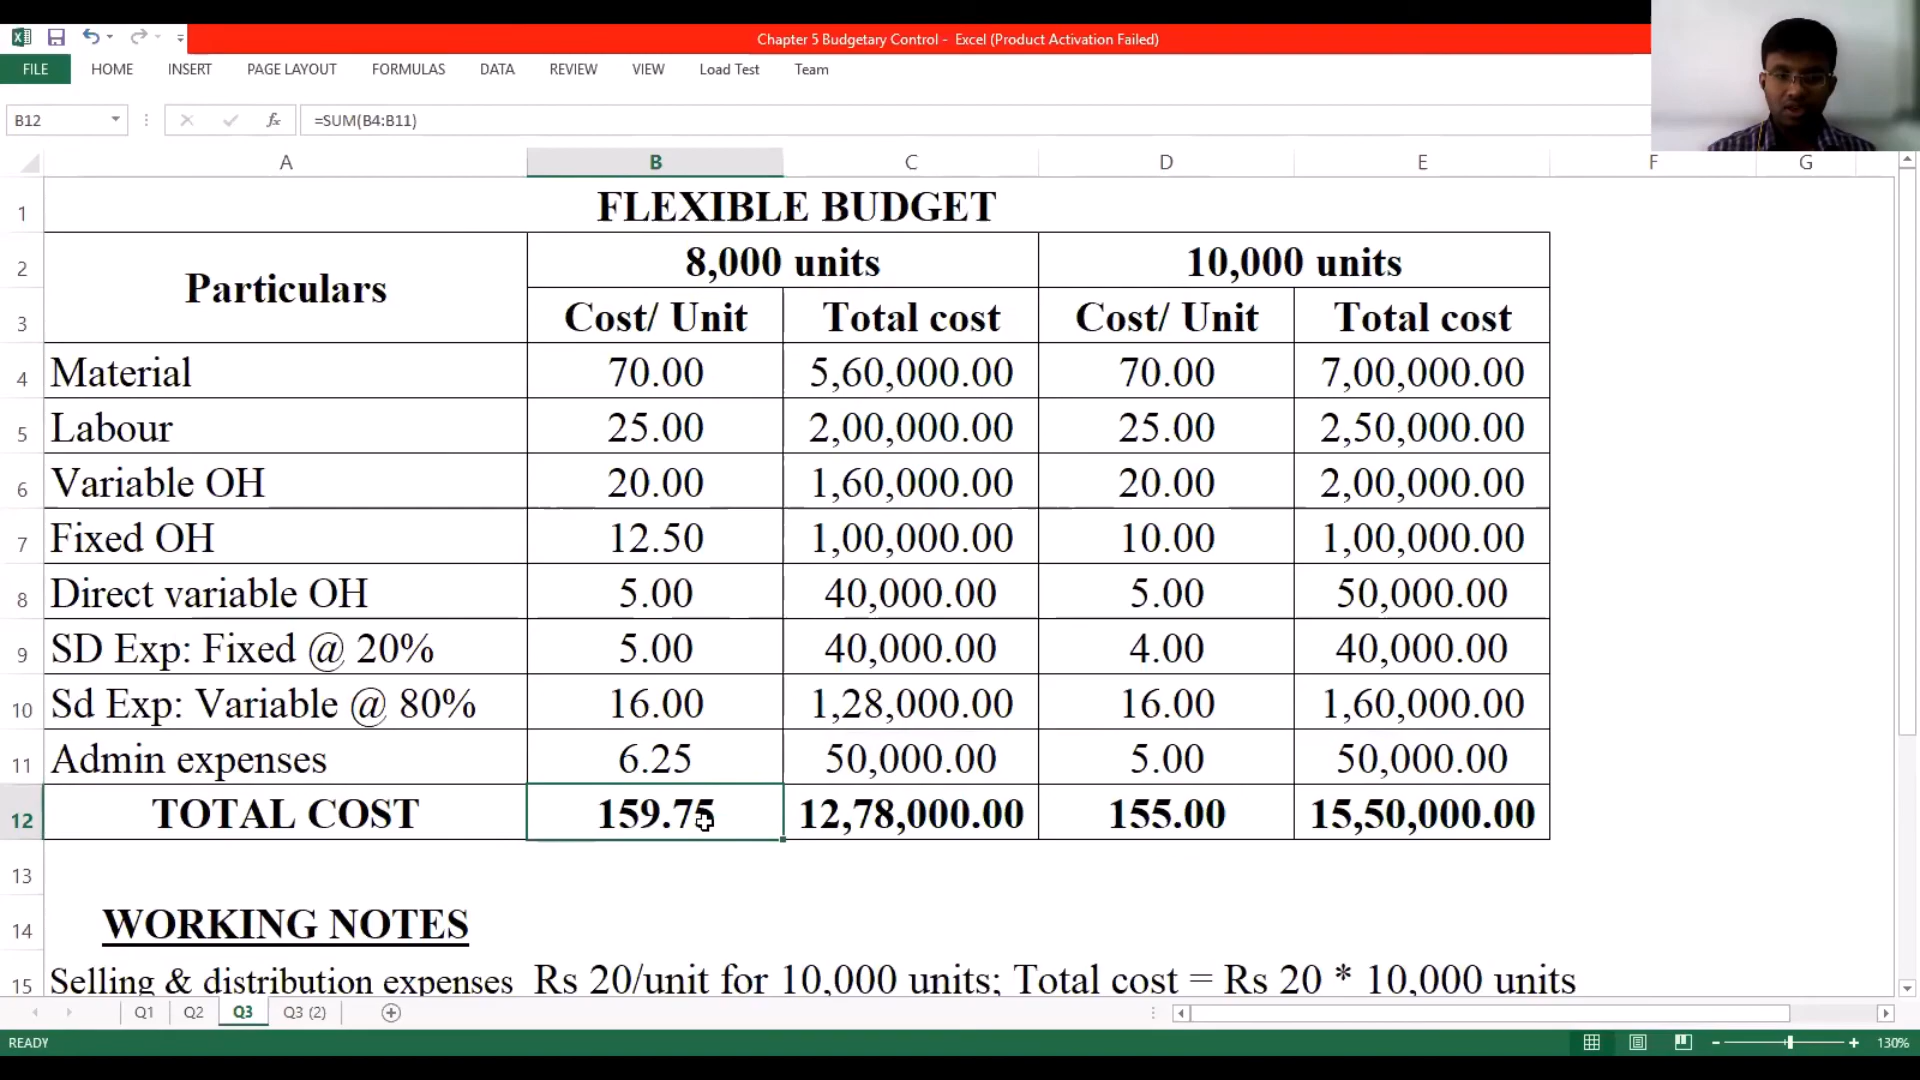 Chapter 5 Budgetary Control - Excel (Product Activation Failed)
FILE HOME INSERT PAGE LAYOUT FORMULAS DATA REVIEW VIEW Load Test Team
B12 fx =SUM(B4:B11)
A B C D E F G
1 FLEXIBLE BUDGET
2 Particulars 8,000 units 10,000 units
3 Cost/ Unit Total cost Cost/ Unit Total cost
4 Material 70.00 5,60,000.00 70.00 7,00,000.00
5 Labour 25.00 2,00,000.00 25.00 2,50,000.00
6 Variable OH 20.00 1,60,000.00 20.00 2,00,000.00
7 Fixed OH 12.50 1,00,000.00 10.00 1,00,000.00
8 Direct variable OH 5.00 40,000.00 5.00 50,000.00
9 SD Exp: Fixed @ 20% 5.00 40,000.00 4.00 40,000.00
10 Sd Exp: Variable @ 80% 16.00 1,28,000.00 16.00 1,60,000.00
11 Admin expenses 6.25 50,000.00 5.00 50,000.00
12 TOTAL COST 159.75 12,78,000.00 155.00 15,50,000.00
13
14 WORKING NOTES
15 Selling & distribution expenses Rs 20/unit for 10,000 units; Total cost = Rs 20 * 10,000 units
Q1 Q2 Q3 Q3 (2)
READY 130%